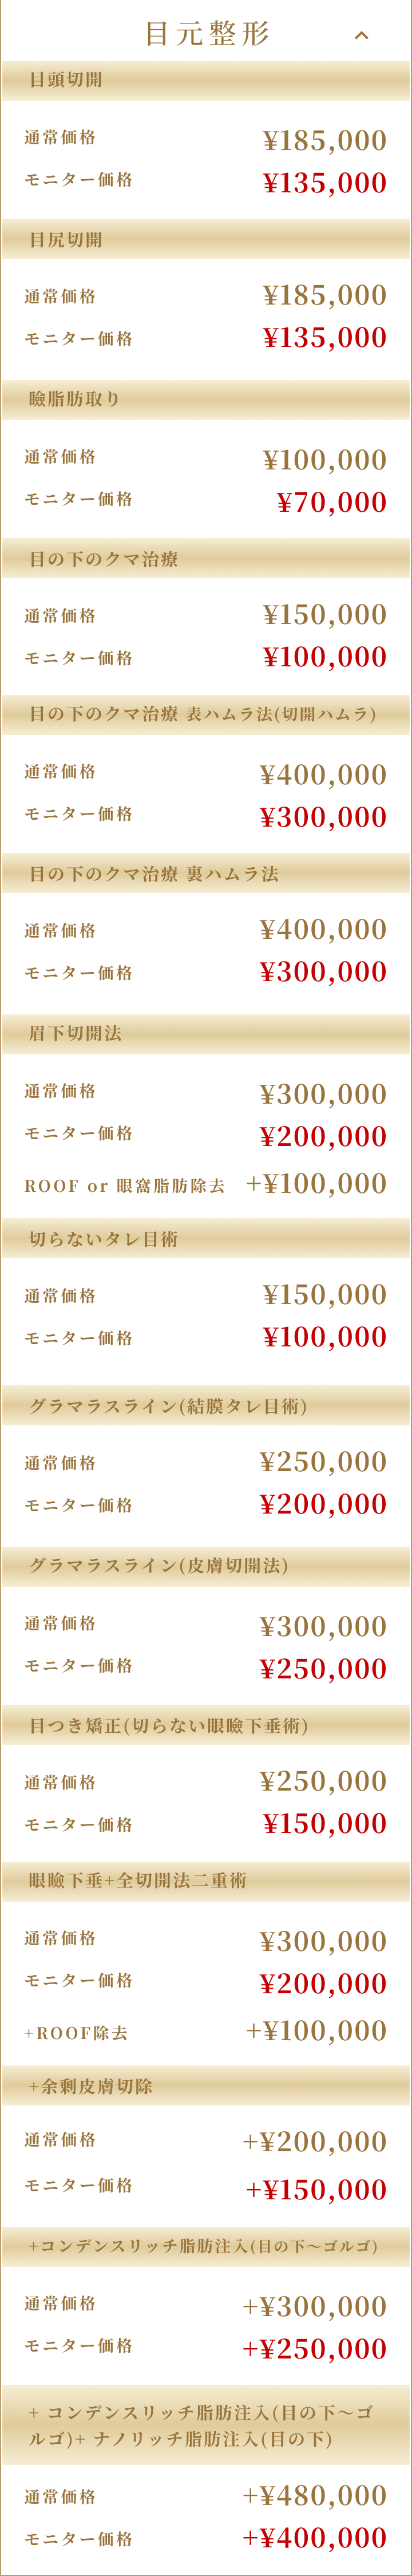 目元整形
目頭切開
通常価格 ¥185,000
モニター価格 ¥135,000
目尻切開
通常価格 ¥185,000
モニター価格 ¥135,000
瞼脂肪取り
通常価格 ¥100,000
モニター価格 ¥70,000
目の下のクマ治療
通常価格 ¥150,000
モニター価格 ¥100,000
目の下のクマ治療 表ハムラ法(切開ハムラ)
通常価格 ¥400,000
モニター価格 ¥300,000
目の下のクマ治療 裏ハムラ法
通常価格 ¥400,000
モニター価格 ¥300,000
眉下切開法
通常価格 ¥300,000
モニター価格 ¥200,000
ROOF or 眼窩脂肪除去 +¥100,000
切らないタレ目術
通常価格 ¥150,000
モニター価格 ¥100,000
グラマラスライン(結膜タレ目術)
通常価格 ¥250,000
モニター価格 ¥200,000
グラマラスライン(皮膚切開法)
通常価格 ¥300,000
モニター価格 ¥250,000
目つき矯正(切らない眼瞼下垂術)
通常価格 ¥250,000
モニター価格 ¥150,000
眼瞼下垂+全切開法二重術
通常価格 ¥300,000
モニター価格 ¥200,000
+ROOF除去 +¥100,000
+余剰皮膚切除
通常価格 +¥200,000
モニター価格 +¥150,000
+コンデンスリッチ脂肪注入(目の下〜ゴルゴ)
通常価格 +¥300,000
モニター価格 +¥250,000
+ コンデンスリッチ脂肪注入(目の下〜ゴ
ルゴ)+ ナノリッチ脂肪注入(目の下)
通常価格 +¥480,000
モニター価格 +¥400,000